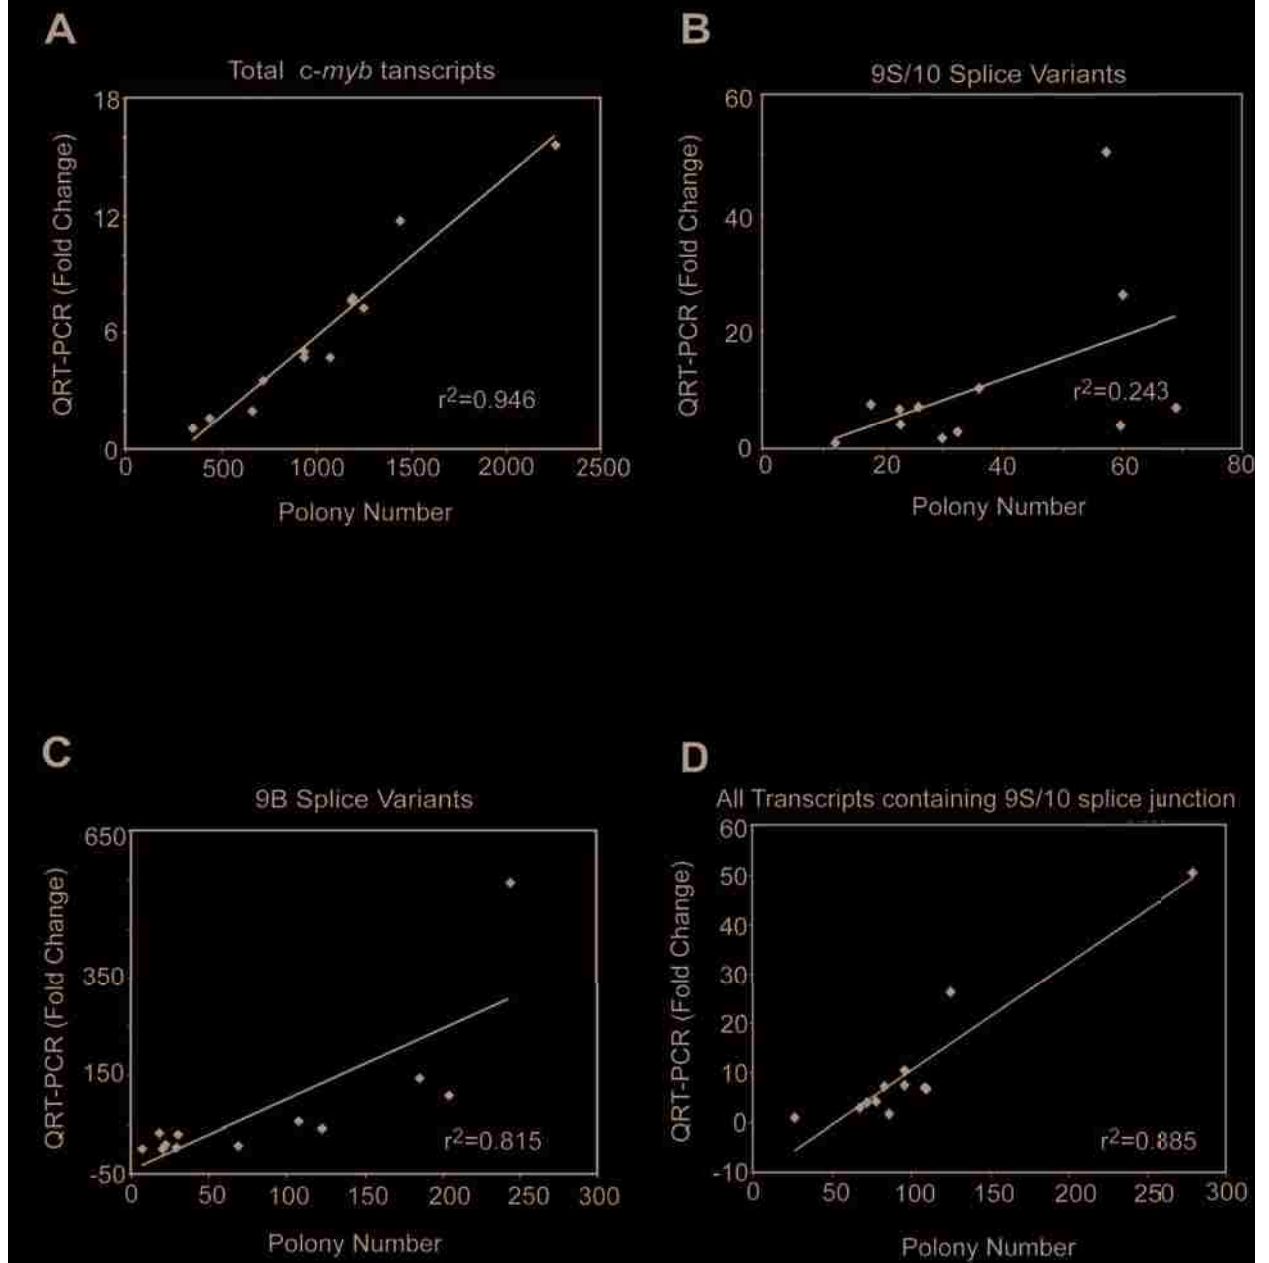 A
Total c-myb tanscripts
QRT-PCR (Fold Change)
18
12
6
0
0 500 1000 1500 2000 2500
r2=0.946
Polony Number
B
9S/10 Splice Variants
QRT-PCR (Fold Change)
60
40
20
0
0 20 40 60 80
r2=0.243
Polony Number
C
9B Splice Variants
QRT-PCR (Fold Change)
650
350
150
-50
0 50 100 150 200 250 300
r2=0.815
Polony Number
D
All Transcripts containing 9S/10 splice junction
QRT-PCR (Fold Change)
60
50
40
30
20
10
0
-10
0 50 100 150 200 250 300
r2=0.885
Polony Number